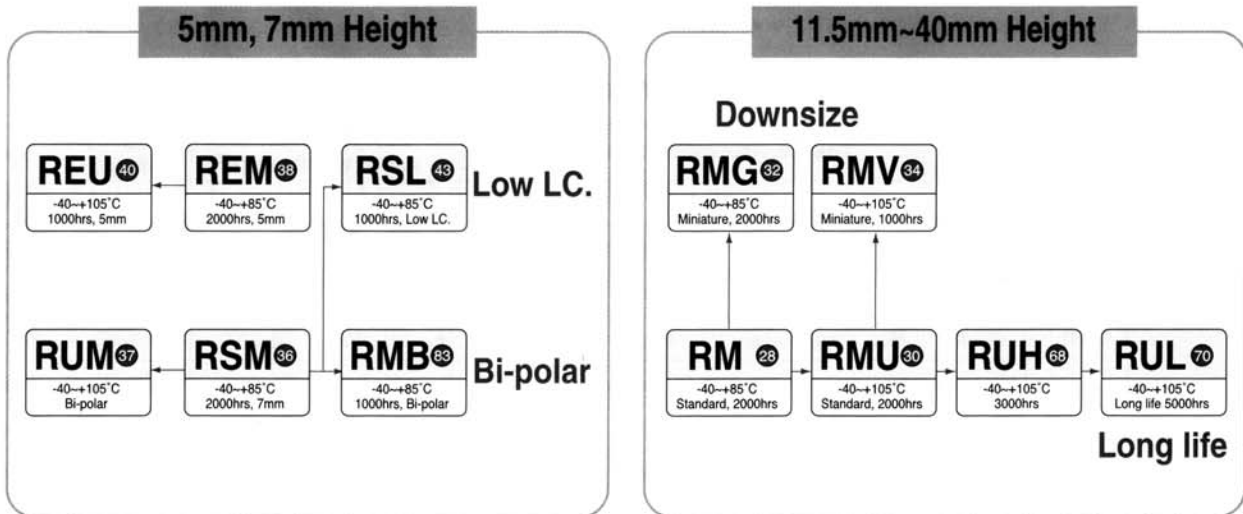 5mm, 7mm Height
REU 40
-40~+105˚C
1000hrs, 5mm
REM 38
-40~+85˚C
2000hrs, 5mm
RSL 43
-40~+85˚C
1000hrs, Low LC.
Low LC.
RUM 37
-40~+105˚C
Bi-polar
RSM 36
-40~+85˚C
2000hrs, 7mm
RMB 83
-40~+85˚C
1000hrs, Bi-polar
Bi-polar
11.5mm~40mm Height
Downsize
RMG 32
-40~+85˚C
Miniature, 2000hrs
RMV 34
-40~+105˚C
Miniature, 1000hrs
RM 28
-40~+85˚C
Standard, 2000hrs
RMU 30
-40~+105˚C
Standard, 2000hrs
RUH 68
-40~+105˚C
3000hrs
RUL 70
-40~+105˚C
Long life 5000hrs
Long life